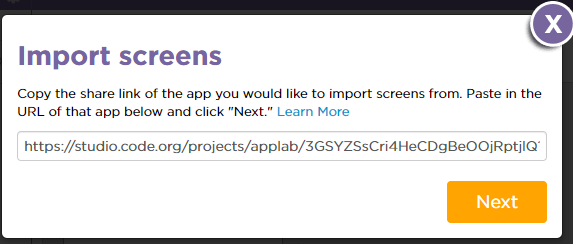 X
Import screens
Copy the share link of the app you would like to import screens from. Paste in the
URL of that app below and click "Next." Learn More
https://studio.code.org/projects/applab/3GSYZSsCri4HeCDgBeOOjRptjlQ
Next